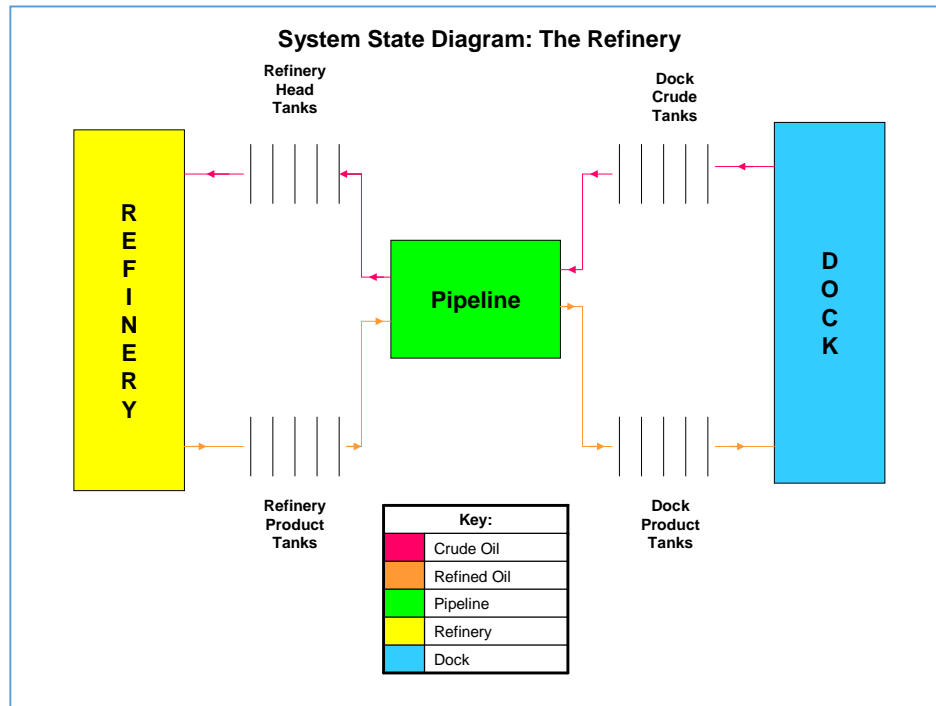 System State Diagram: The Refinery
Refinery
Head
Tanks
Dock
Crude
Tanks
R
E
F
I
N
E
R
Y
Pipeline
D
O
C
K
Refinery
Product
Tanks
Dock
Product
Tanks
Key:
Crude Oil
Refined Oil
Pipeline
Refinery
Dock